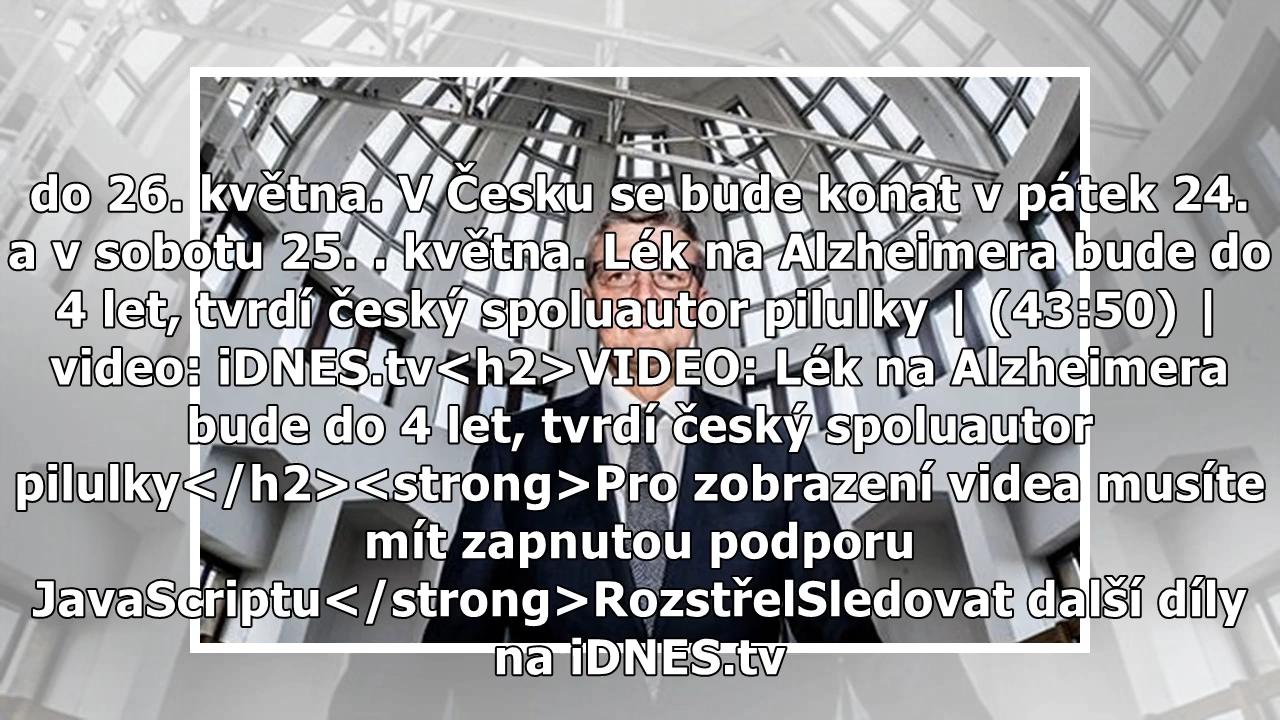 do 26. května. V Česku se bude konat v pátek 24.
a v sobotu 25. . května. Lék na Alzheimera bude do
4 let, tvrdí český spoluautor pilulky | (43:50) |
video: iDNES.tv<h2>VIDEO: Lék na Alzheimera
bude do 4 let, tvrdí český spoluautor
pilulky</h2><strong>Pro zobrazení videa musíte
mít zapnutou podporu
JavaScriptu</strong>RozstřelSledovat další díly
na iDNES.tv